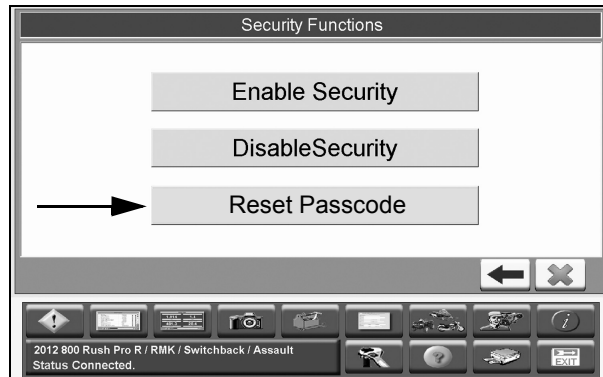 Security Functions
Enable Security
DisableSecurity
Reset Passcode
2012 800 Rush Pro R / RMK / Switchback / Assault
Status Connected.
EXIT